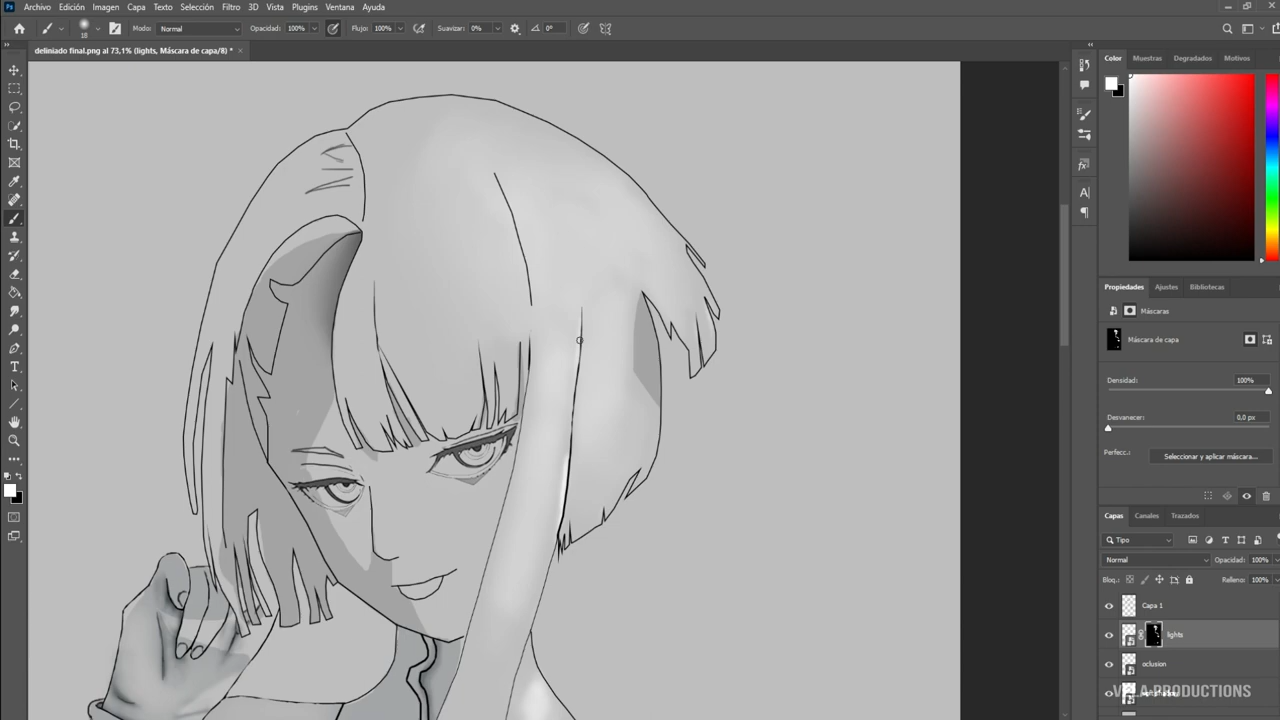 Ps Archivo Edición Imagen Capa Texto Selección Filtro 3D Vista Plugins Ventana Ayuda
18 Modo: Normal Opacidad: 100% Flujo: 100% Suavizar: 0% 0°
deliniado final.png al 73,1% (lights, Máscara de capa/8) * ×
Color Muestras Degradados Motivos
Propiedades Ajustes Bibliotecas
Máscaras
Máscara de capa
Densidad: 100%
Desvanecer: 0,0 px
Perfecc.: Seleccionar y aplicar máscara...
Capas Canales Trazados
Tipo
Normal Opacidad: 100%
Bloq.: Relleno: 100%
Capa 1
lights
oclusion
PRODUCTIONS